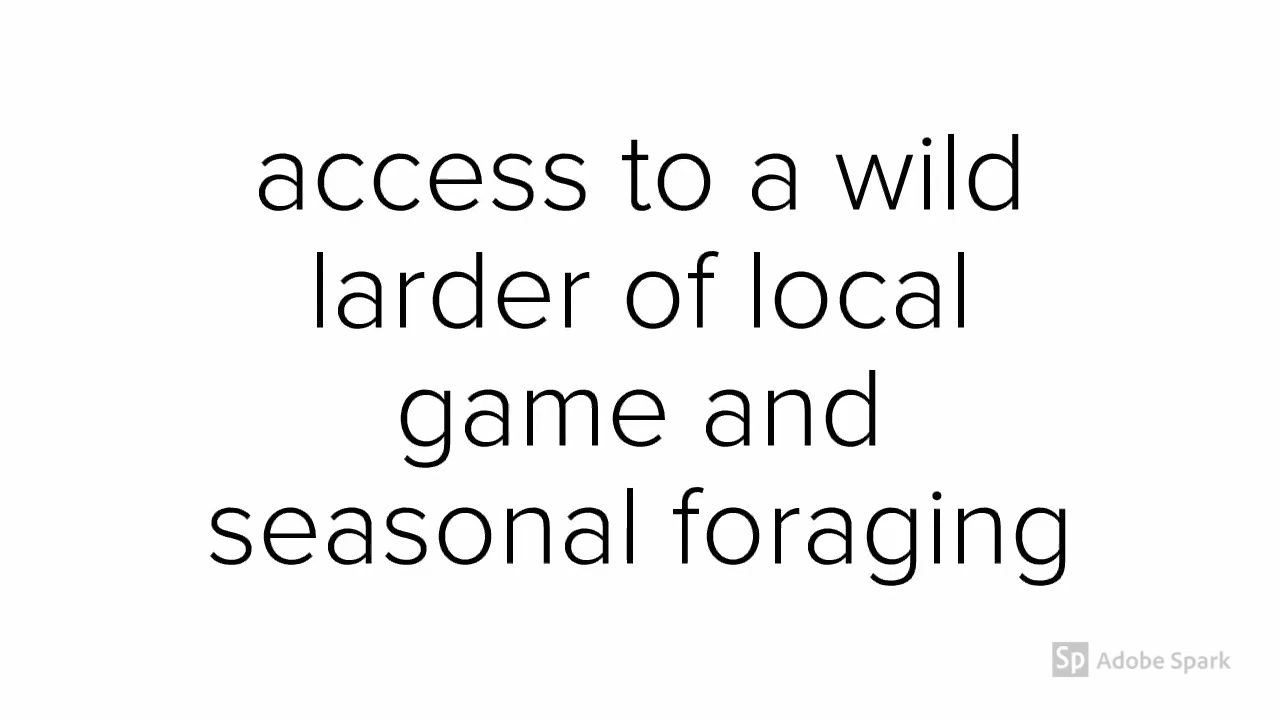 access to a wild
larder of local
game and
seasonal foraging
Sp Adobe Spark